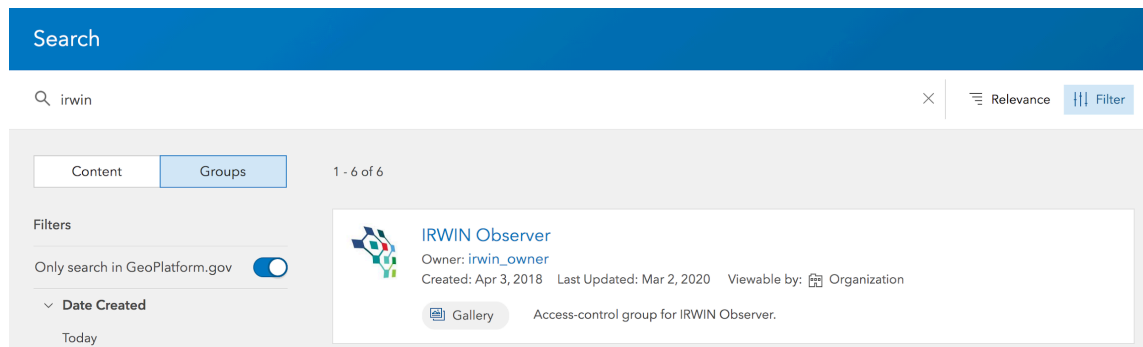 Search
irwin
Relevance
Filter
Content
Groups
1 - 6 of 6
Filters
Only search in GeoPlatform.gov
Date Created
Today
IRWIN Observer
Owner: irwin_owner
Created: Apr 3, 2018 Last Updated: Mar 2, 2020 Viewable by: Organization
Gallery Access-control group for IRWIN Observer.